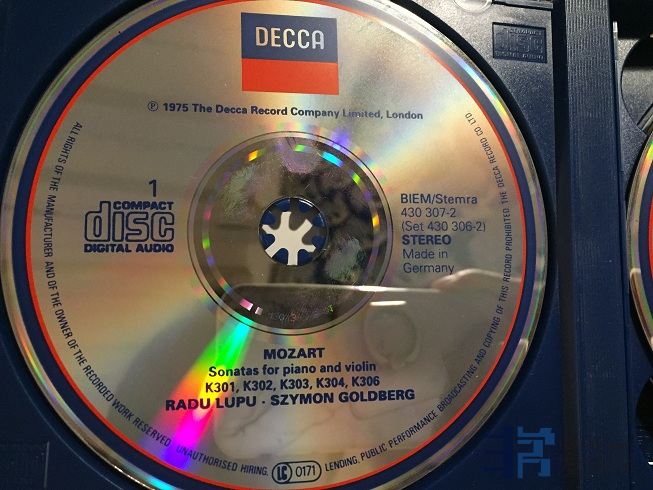 DECCA
℗ 1975 The Decca Record Company Limited, London
1
COMPACT
disc
DIGITAL AUDIO
BIEM/Stemra
430 307-2
(Set 430 306-2)
STEREO
Made in
Germany
MOZART
Sonatas for piano and violin
K301, K302, K303, K304, K306
RADU LUPU · SZYMON GOLDBERG
ALL RIGHTS OF THE MANUFACTURER AND OF THE OWNER OF THE RECORDED WORK RESERVED. UNAUTHORISED HIRING, LENDING, PUBLIC PERFORMANCE BROADCASTING AND COPYING OF THIS RECORD PROHIBITED. THE DECCA RECORD CO LTD.
LC 0171